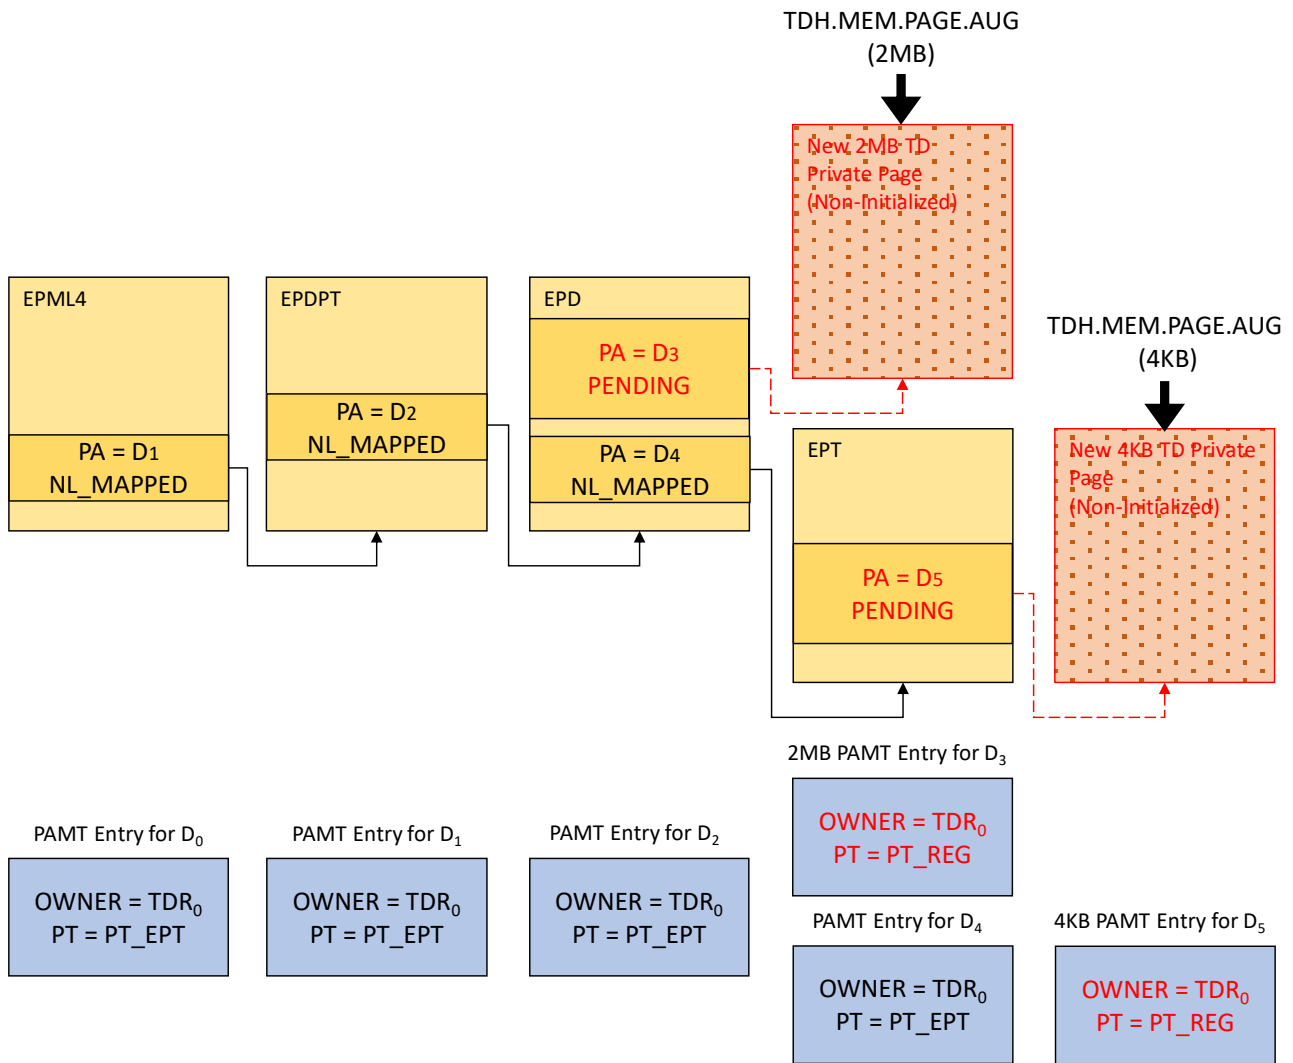 TDH.MEM.PAGE.AUG
(2MB)
New 2MB TD
Private Page
(Non-Initialized)
EPML4
PA = D1
NL_MAPPED
EPDPT
PA = D2
NL_MAPPED
EPD
PA = D3
PENDING
PA = D4
NL_MAPPED
TDH.MEM.PAGE.AUG
(4KB)
New 4KB TD Private
Page
(Non-Initialized)
EPT
PA = D5
PENDING
2MB PAMT Entry for D3
OWNER = TDR0
PT = PT_REG
PAMT Entry for D0
OWNER = TDR0
PT = PT_EPT
PAMT Entry for D1
OWNER = TDR0
PT = PT_EPT
PAMT Entry for D2
OWNER = TDR0
PT = PT_EPT
PAMT Entry for D4
OWNER = TDR0
PT = PT_EPT
4KB PAMT Entry for D5
OWNER = TDR0
PT = PT_REG